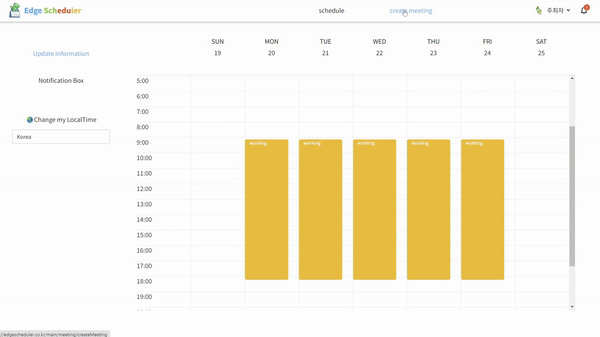 Edge Scheduler
schedule
create meeting
주최자
Update Information
Notification Box
Change my LocalTime
Korea
SUN MON TUE WED THU FRI SAT
19 20 21 22 23 24 25
5:00
6:00
7:00
8:00
9:00
working working working working working
10:00
11:00
12:00
13:00
14:00
15:00
16:00
17:00
18:00
19:00
//edgescheduler.co.kr/main/meeting/createMeeting